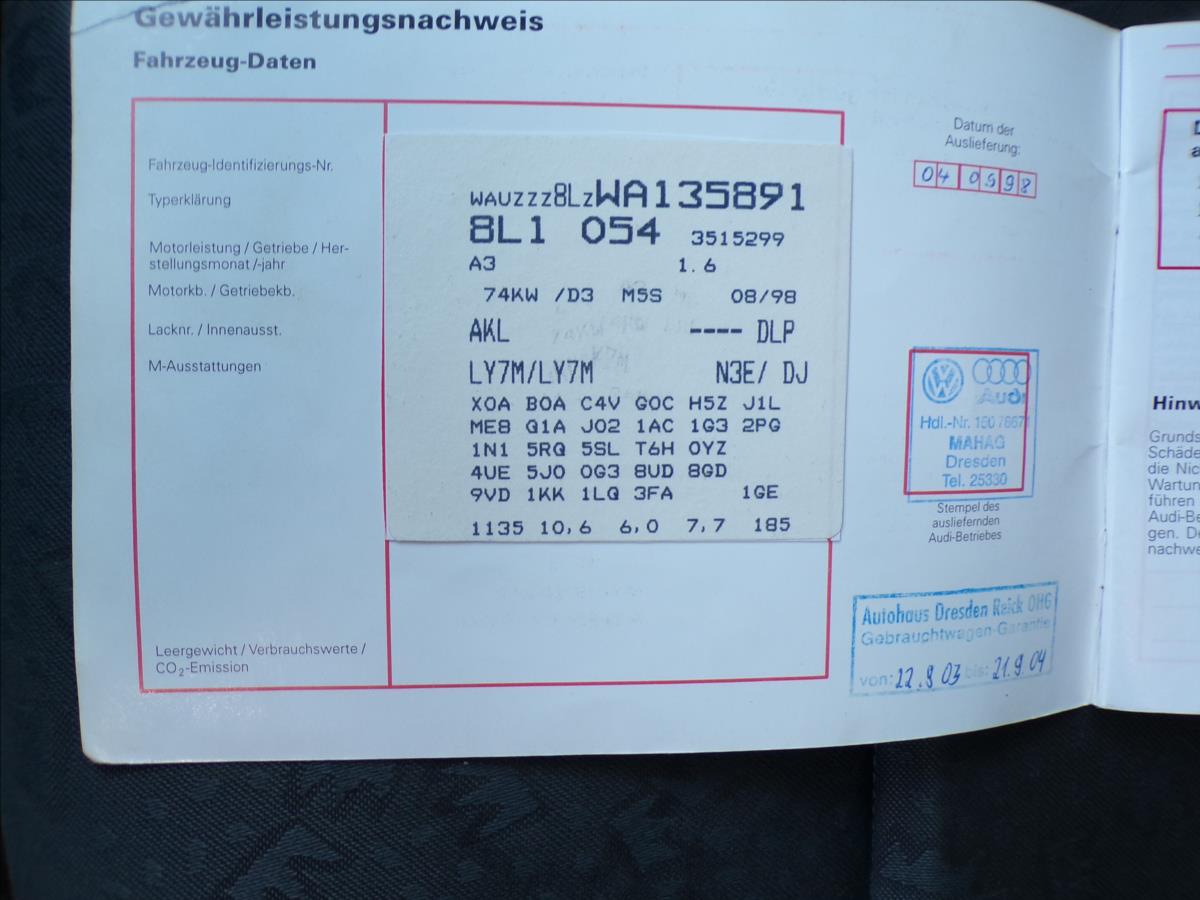 Gewährleistungsnachweis
Fahrzeug-Daten
Fahrzeug-Identifizierungs-Nr.
Typerklärung
Motorleistung / Getriebe / Her-
stellungsmonat /-jahr
Motorkb. / Getriebekb.
Lacknr. / Innenausst.
M-Ausstattungen
Leergewicht / Verbrauchswerte /
CO2-Emission
WAUZZZ8LZWA135891
8L1 054 3515299
A3 1.6
74KW /D3 M5S 08/98
AKL ---- DLP
LY7M/LY7M N3E/ DJ
X0A B0A C4V G0C H5Z J1L
ME8 Q1A J02 1AC 1G3 2PG
1N1 5RQ 5SL T6H 0YZ
4UE 5J0 0G3 8UD 8GD
9VD 1KK 1LQ 3FA 1GE
1135 10,6 6,0 7,7 185
Datum der
Auslieferung:
04 09 98
Audi
Hdl.-Nr.
MAHAG
Dresden
Tel. 25330
Stempel des
ausliefernden
Audi-Betriebes
Autohaus Dresden Reick OHG
Gebrauchtwagen-Garantie
von: 22.9.03 bis: 21.9.04
Hinw
Grunds
Schäde
die Nic
Wartun
führen
Audi-Be
gen. De
nachwe